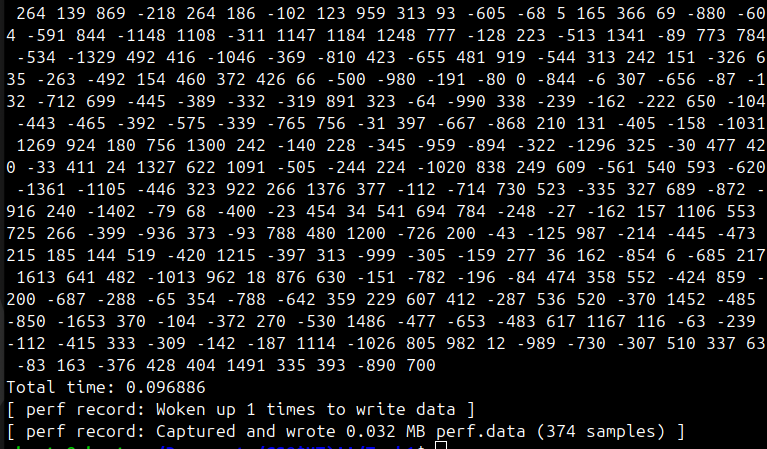 264 139 869 -218 264 186 -102 123 959 313 93 -605 -68 5 165 366 69 -880 -60
4 -591 844 -1148 1108 -311 1147 1184 1248 777 -128 223 -513 1341 -89 773 784
-534 -1329 492 416 -1046 -369 -810 423 -655 481 919 -544 313 242 151 -326 6
35 -263 -492 154 460 372 426 66 -500 -980 -191 -80 0 -844 -6 307 -656 -87 -1
32 -712 699 -445 -389 -332 -319 891 323 -64 -990 338 -239 -162 -222 650 -104
-443 -465 -392 -575 -339 -765 756 -31 397 -667 -868 210 131 -405 -158 -1031
1269 924 180 756 1300 242 -140 228 -345 -959 -894 -322 -1296 325 -30 477 42
0 -33 411 24 1327 622 1091 -505 -244 224 -1020 838 249 609 -561 540 593 -620
-1361 -1105 -446 323 922 266 1376 377 -112 -714 730 523 -335 327 689 -872 -
916 240 -1402 -79 68 -400 -23 454 34 541 694 784 -248 -27 -162 157 1106 553
725 266 -399 -936 373 -93 788 480 1200 -726 200 -43 -125 987 -214 -445 -473
215 185 144 519 -420 1215 -397 313 -999 -305 -159 277 36 162 -854 6 -685 217
1613 641 482 -1013 962 18 876 630 -151 -782 -196 -84 474 358 552 -424 859 -
200 -687 -288 -65 354 -788 -642 359 229 607 412 -287 536 520 -370 1452 -485
-850 -1653 370 -104 -372 270 -530 1486 -477 -653 -483 617 1167 116 -63 -239
-112 -415 333 -309 -142 -187 1114 -1026 805 982 12 -989 -730 -307 510 337 63
-83 163 -376 428 404 1491 335 393 -890 700
Total time: 0.096886
[ perf record: Woken up 1 times to write data ]
[ perf record: Captured and wrote 0.032 MB perf.data (374 samples) ]